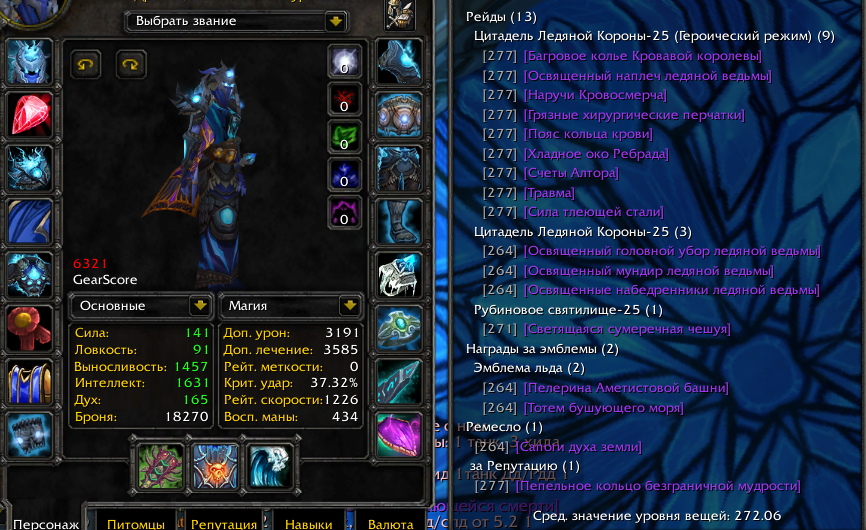 Выбрать звание
0
0
0
0
0
6321
GearScore
Основные
Магия
Сила: 141
Ловкость: 91
Выносливость: 1457
Интеллект: 1631
Дух: 165
Броня: 18270
Доп. урон: 3191
Доп. лечение: 3585
Рейт. меткости: 0
Крит. удар: 37.32%
Рейт. скорости: 1226
Восп. маны: 434
Персонаж
Питомцы
Репутация
Навыки
Валюта
Рейды (13)
Цитадель Ледяной Короны-25 (Героический режим) (9)
[277] [Багровое колье Кровавой королевы]
[277] [Освященный наплеч ледяной ведьмы]
[277] [Наручи Кровосмерча]
[277] [Грязные хирургические перчатки]
[277] [Пояс кольца крови]
[277] [Хладное око Ребрада]
[277] [Счеты Алтора]
[277] [Травма]
[277] [Сила тлеющей стали]
Цитадель Ледяной Короны-25 (3)
[264] [Освященный головной убор ледяной ведьмы]
[264] [Освященный мундир ледяной ведьмы]
[264] [Освященные набедренники ледяной ведьмы]
Рубиновое святилище-25 (1)
[271] [Светящаяся сумеречная чешуя]
Награды за эмблемы (2)
Эмблема льда (2)
[264] [Пелерина Аметистовой башни]
[264] [Тотем бушующего моря]
Ремесло (1)
[264] [Сапоги духа земли]
за Репутацию (1)
[277] [Пепельное кольцо безграничной мудрости]
Сред. значение уровня вещей: 272.06